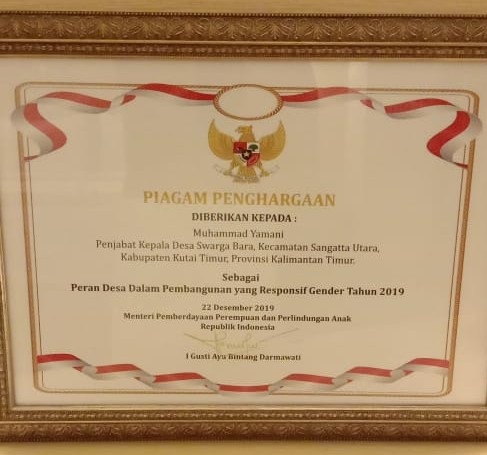 PIAGAM PENGHARGAAN
DIBERIKAN KEPADA :
Muhammad Yamani
Penjabat Kepala Desa Swarga Bara, Kecamatan Sangatta Utara,
Kabupaten Kutai Timur, Provinsi Kalimantan Timur.
Sebagai
Peran Desa Dalam Pembangunan yang Responsif Gender Tahun 2019
22 Desember 2019
Menteri Pemberdayaan Perempuan dan Perlindungan Anak
Republik Indonesia
I Gusti Ayu Bintang Darmawati